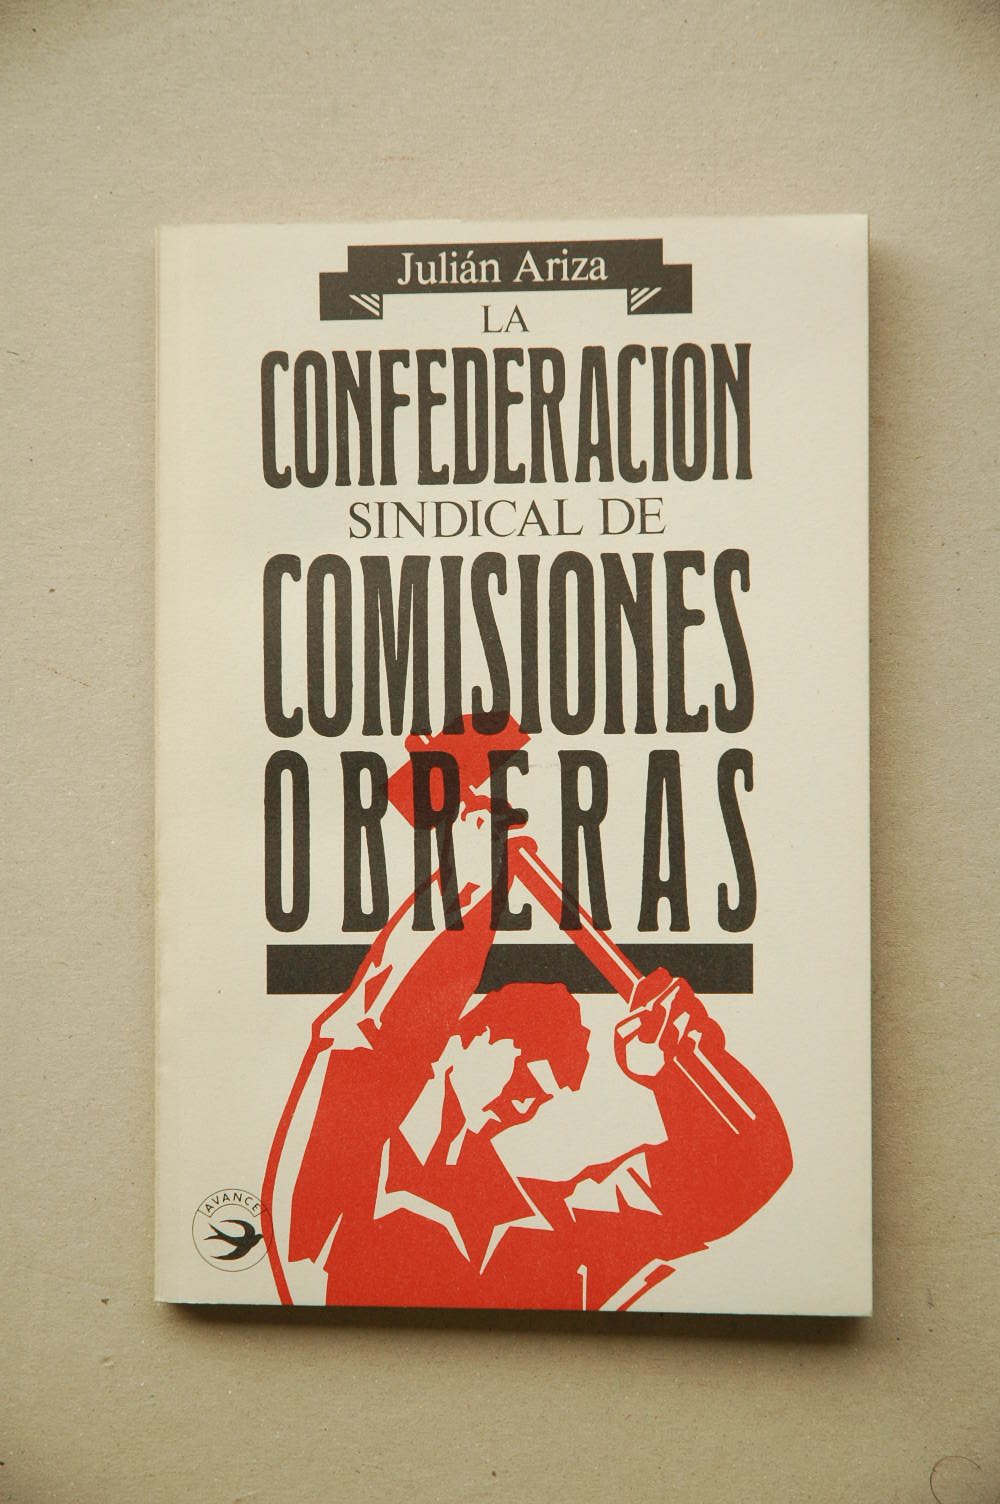 Julián Ariza
LA
CONFEDERACION
SINDICAL DE
COMISIONES
OBRERAS
AVANCE